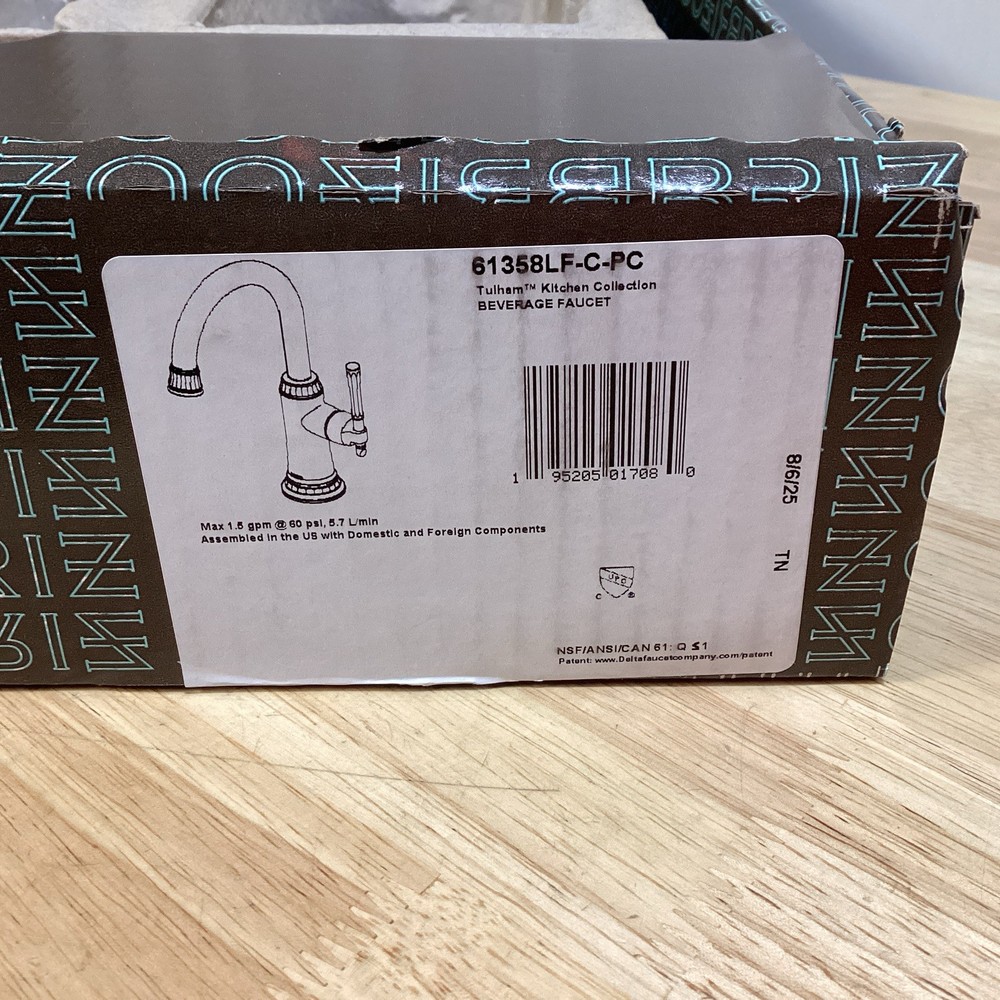 61358LF-C-PC
Tulham™ Kitchen Collection
BEVERAGE FAUCET
1 95205 01708 0
8/6/25 TN
Max 1.5 gpm @ 60 psi, 5.7 L/min
Assembled in the US with Domestic and Foreign Components
UPC
C ®
NSF/ANSI/CAN 61: Q ≤1
Patent: www.Deltafaucetcompany.com/patent